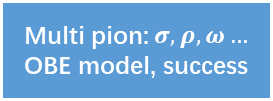 Multi pion: σ, ρ, ω ...
OBE model, success